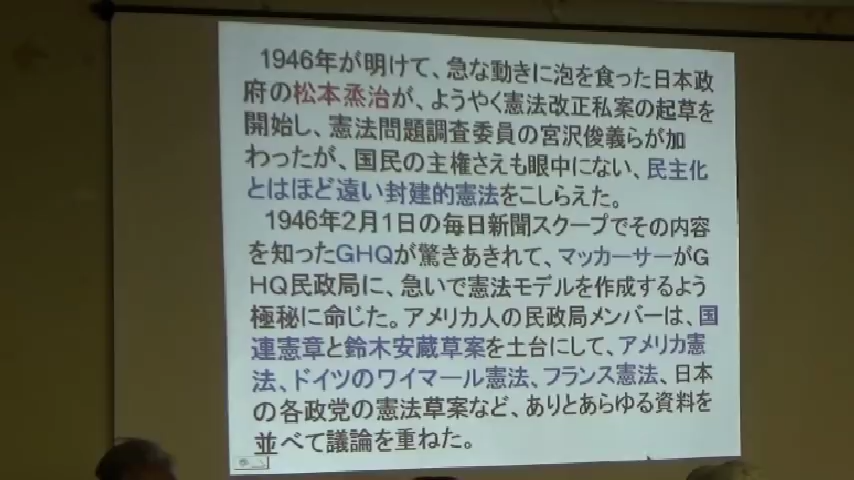 1946年が明けて、急な動きに泡を食った日本政
府の松本烝治が、ようやく憲法改正私案の起草を
開始し、憲法問題調査委員の宮沢俊義らが加
わったが、国民の主権さえも眼中にない、民主化
とはほど遠い封建的憲法をこしらえた。
1946年2月1日の毎日新聞スクープでその内容
を知ったGHQが驚きあきれて、マッカーサーがG
HQ民政局に、急いで憲法モデルを作成するよう
極秘に命じた。アメリカ人の民政局メンバーは、国
連憲章と鈴木安蔵草案を土台にして、アメリカ憲
法、ドイツのワイマール憲法、フランス憲法、日本
の各政党の憲法草案など、ありとあらゆる資料を
並べて議論を重ねた。